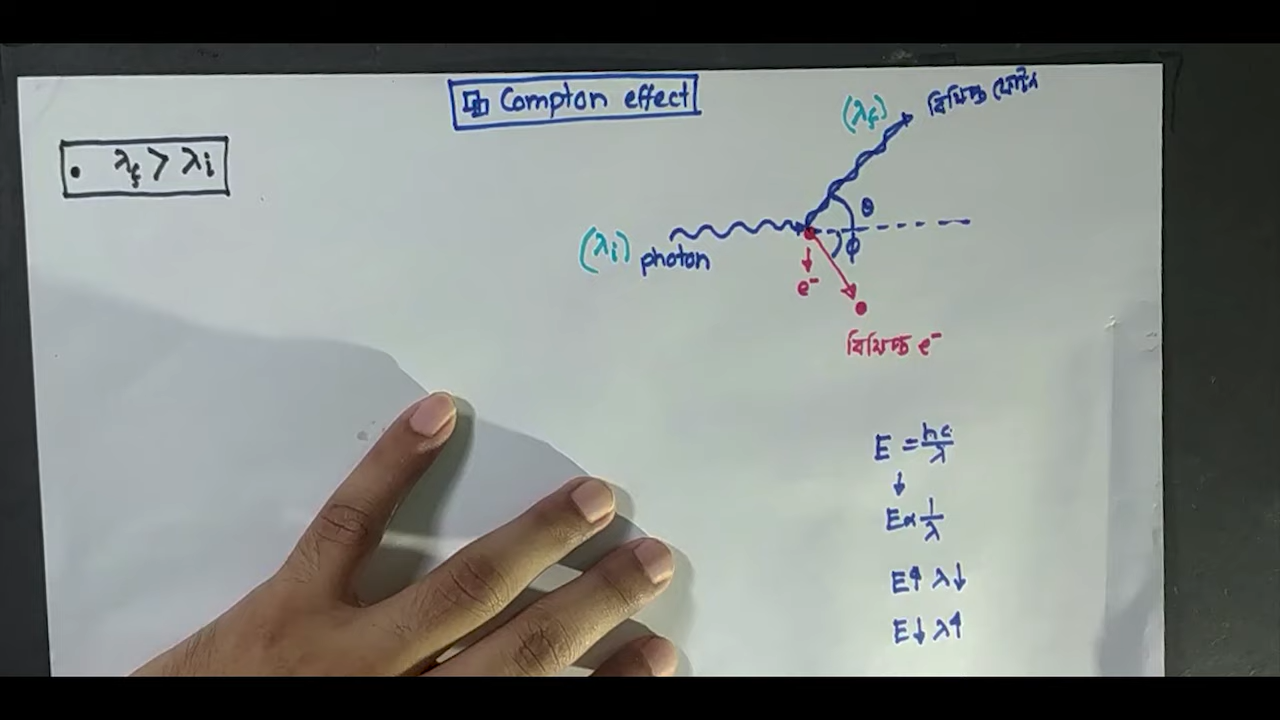 Compton effect
• λf > λi
(λf) বিক্ষিপ্ত ফোটন
θ
(λi) photon
φ
e⁻
বিক্ষিপ্ত e⁻
E = hc/λ
↓
E∝ 1/λ
E↑ λ↓
E↓ λ↑